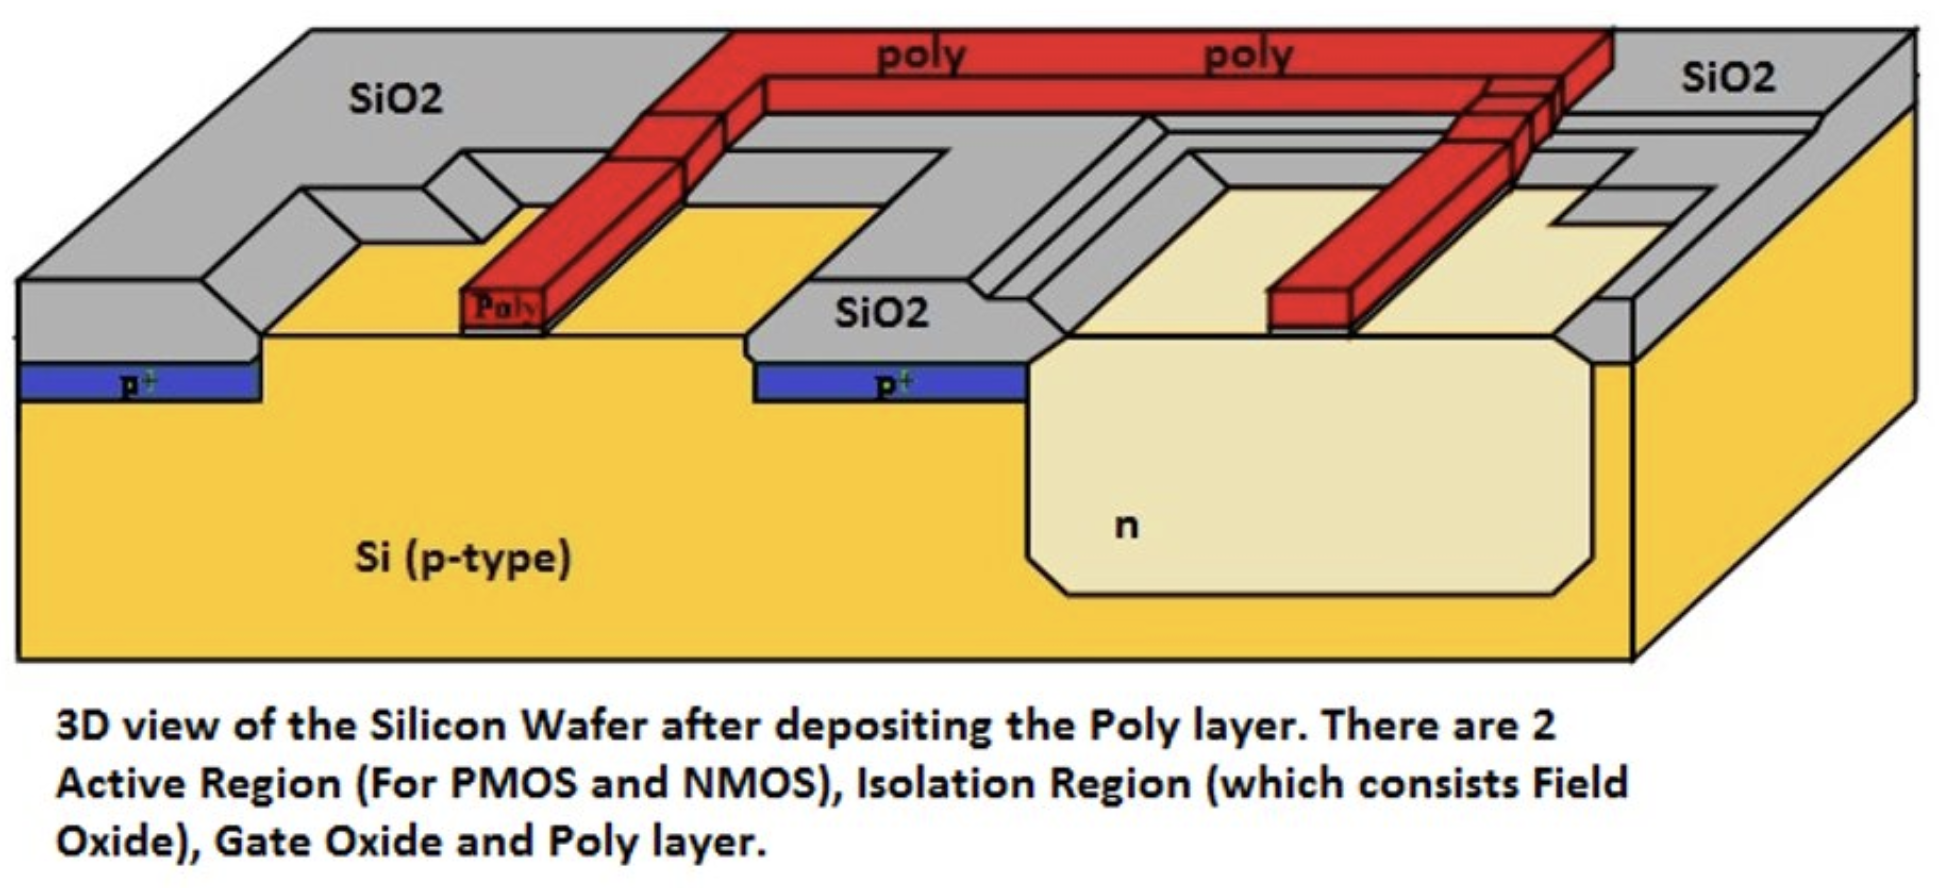 poly poly
SiO2
SiO2
Poly
SiO2
p+ p+
n
Si (p-type)
3D view of the Silicon Wafer after depositing the Poly layer. There are 2
Active Region (For PMOS and NMOS), Isolation Region (which consists Field
Oxide), Gate Oxide and Poly layer.